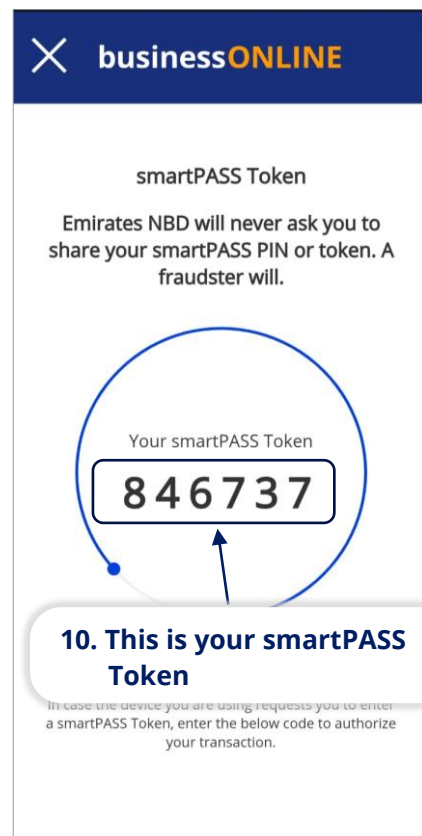 businessONLINE
smartPASS Token
Emirates NBD will never ask you to
share your smartPASS PIN or token. A
fraudster will.
Your smartPASS Token
846737
10. This is your smartPASS
Token
In case the device you are using requests you to enter
a smartPASS Token, enter the below code to authorize
your transaction.